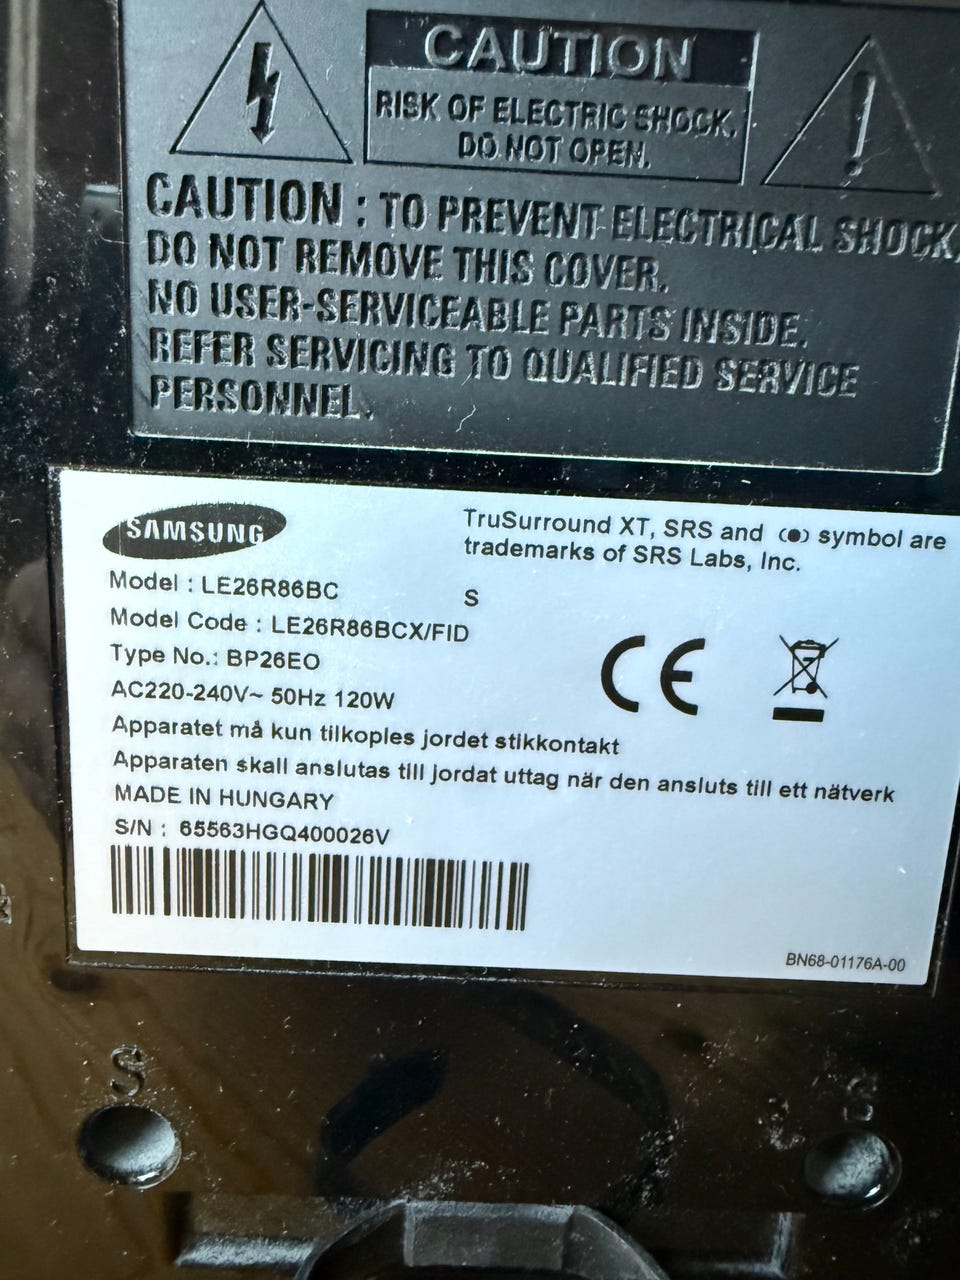 CAUTION
RISK OF ELECTRIC SHOCK.
DO NOT OPEN.
CAUTION : TO PREVENT ELECTRICAL SHOCK,
DO NOT REMOVE THIS COVER.
NO USER-SERVICEABLE PARTS INSIDE.
REFER SERVICING TO QUALIFIED SERVICE
PERSONNEL.
SAMSUNG
TruSurround XT, SRS and (●) symbol are
trademarks of SRS Labs, Inc.
Model : LE26R86BC
S
Model Code : LE26R86BCX/FID
Type No.: BP26EO
AC220-240V~ 50Hz 120W
CE
Apparatet må kun tilkoples jordet stikkontakt
Apparaten skall anslutas till jordat uttag när den ansluts till ett nätverk
MADE IN HUNGARY
S/N : 65563HGQ400026V
BN68-01176A-00
S